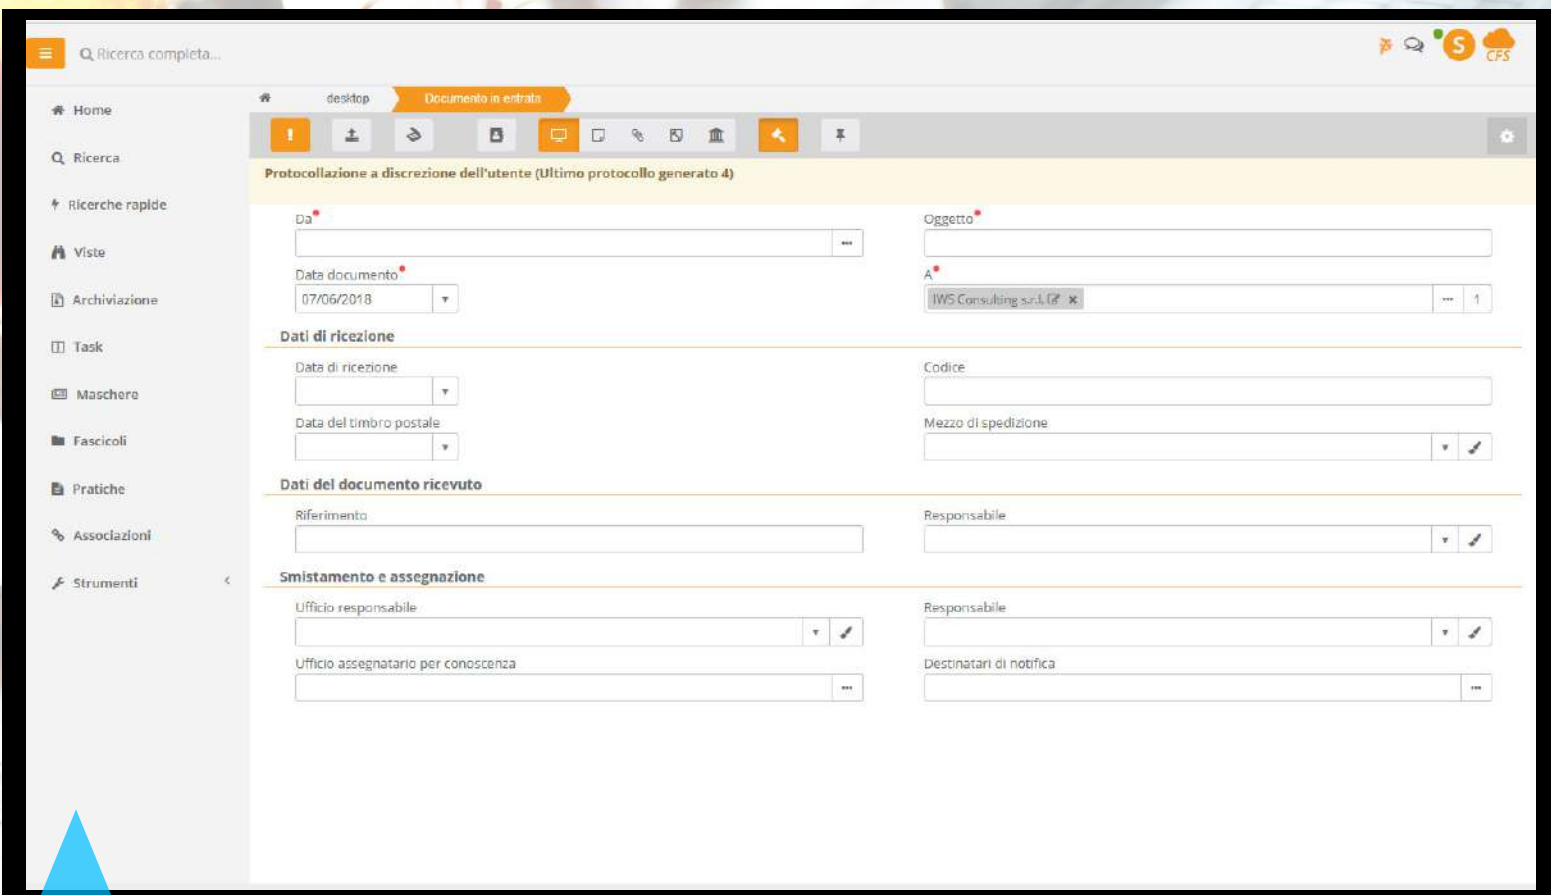 Ricerca completa...
S
CFS
Home
desktop
Documento in entrata
Ricerca
Ricerche rapide
Viste
Archiviazione
Task
Maschere
Fascicoli
Pratiche
Associazioni
Strumenti
Protocollazione a discrezione dell'utente (Ultimo protocollo generato 4)
Da
Oggetto
Data documento
07/06/2018
A
IWS Consulting s.r.l.
1
Dati di ricezione
Data di ricezione
Codice
Data del timbro postale
Mezzo di spedizione
Dati del documento ricevuto
Riferimento
Responsabile
Smistamento e assegnazione
Ufficio responsabile
Responsabile
Ufficio assegnatario per conoscenza
Destinatari di notifica